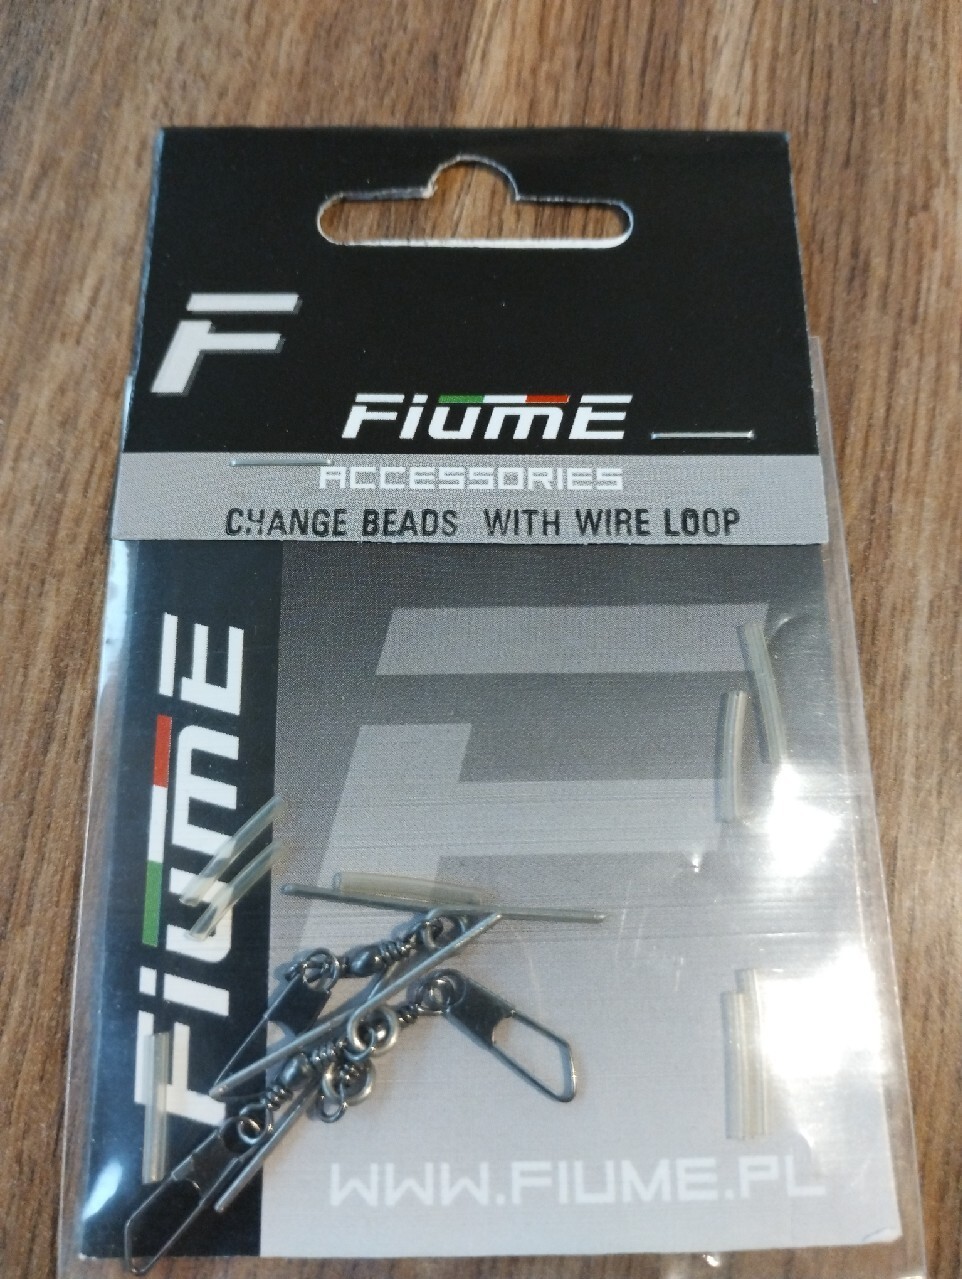 F
FIUME
ACCESSORIES
CHANGE BEADS WITH WIRE LOOP
FIUME
WWW.FIUME.PL